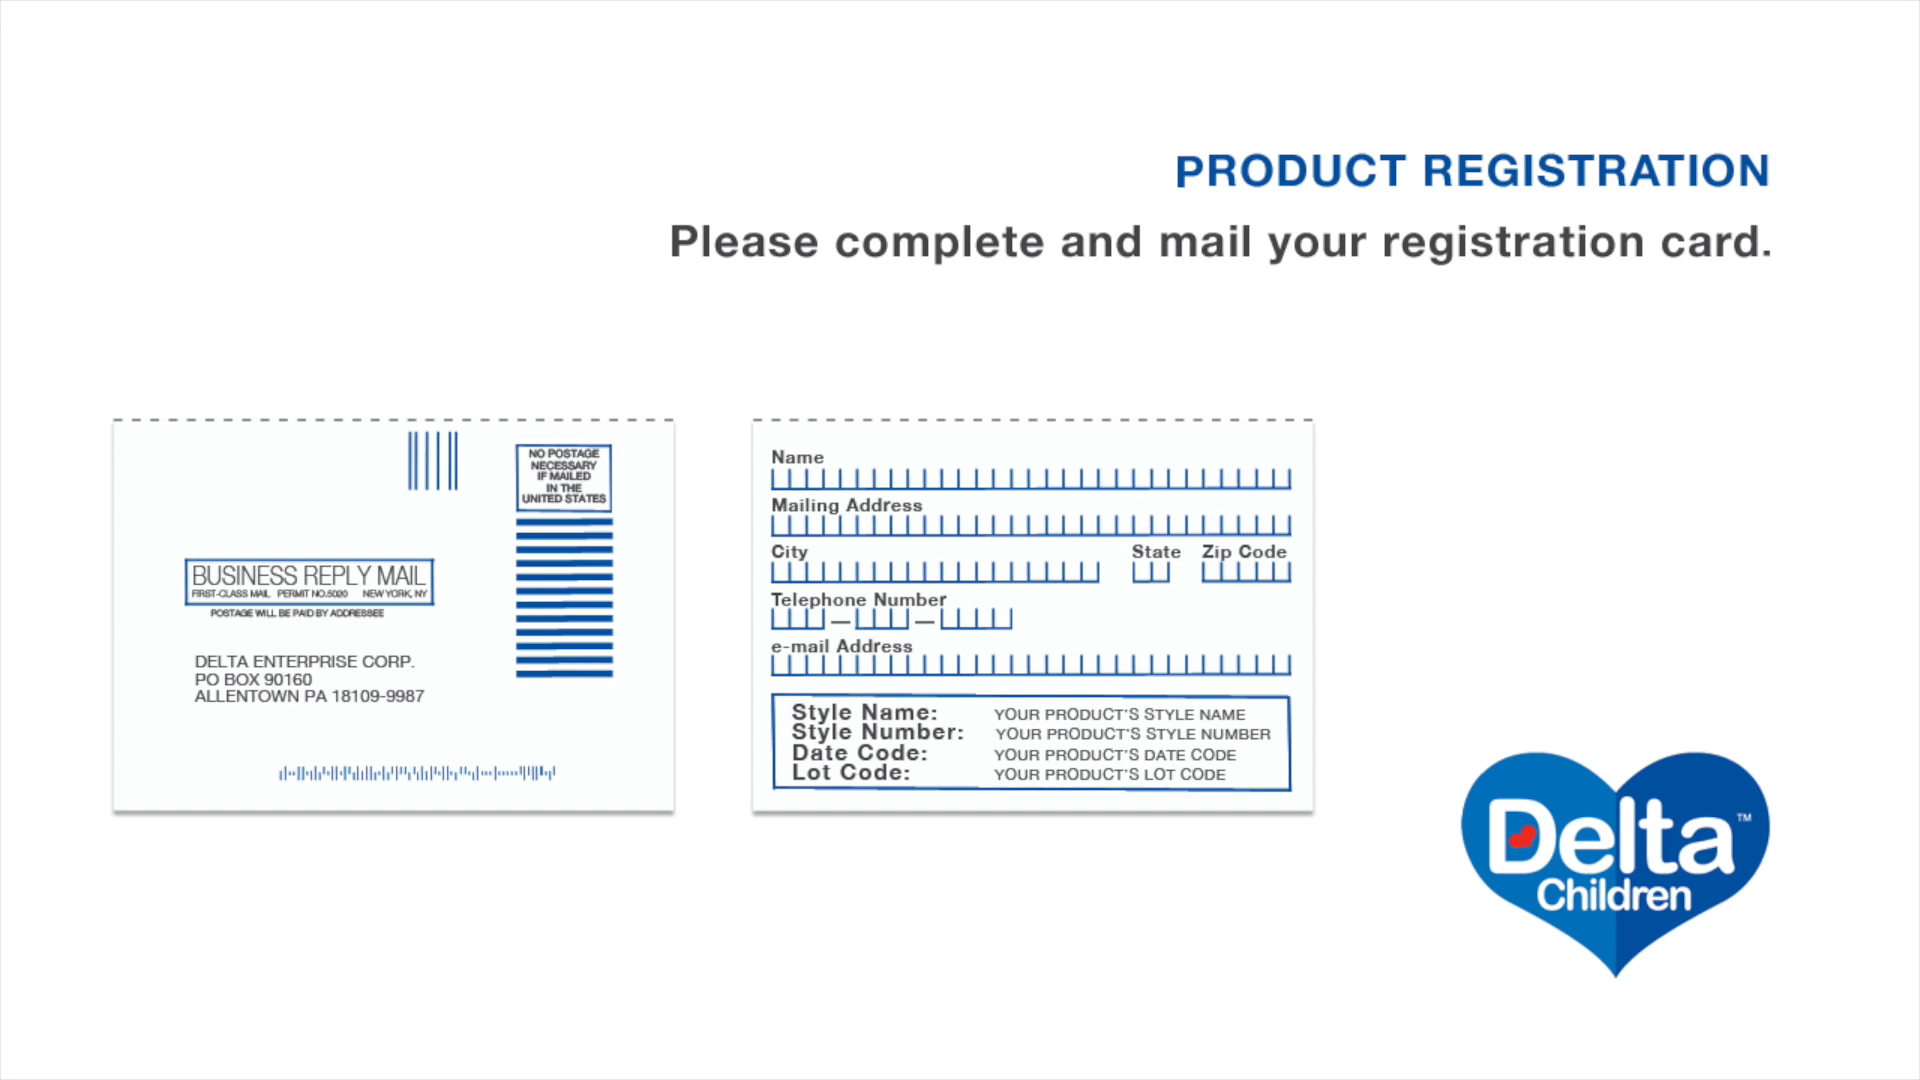 PRODUCT REGISTRATION
Please complete and mail your registration card.
NO POSTAGE
NECESSARY
IF MAILED
IN THE
UNITED STATES
BUSINESS REPLY MAIL
FIRST-CLASS MAIL PERMIT NO.5020 NEW YORK, NY
POSTAGE WILL BE PAID BY ADDRESSEE
DELTA ENTERPRISE CORP.
PO BOX 90160
ALLENTOWN PA 18109-9987
Name
Mailing Address
City State Zip Code
Telephone Number
e-mail Address
Style Name: YOUR PRODUCT'S STYLE NAME
Style Number: YOUR PRODUCT'S STYLE NUMBER
Date Code: YOUR PRODUCT'S DATE CODE
Lot Code: YOUR PRODUCT'S LOT CODE
Delta™
Children